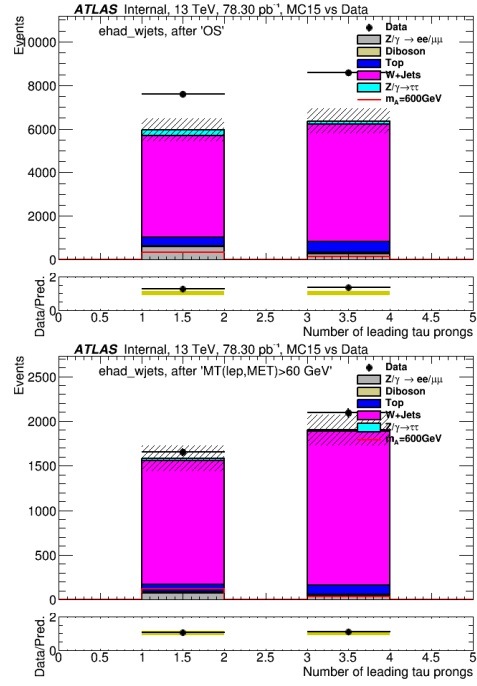 ATLAS Internal, 13 TeV, 78.30 pb⁻¹, MC15 vs Data
Events
ehad_wjets, after 'OS'
Data
Z/γ → ee/μμ
Diboson
Top
W+Jets
Z/γ→ττ
m_A=600GeV
10000
8000
6000
4000
2000
0
Data/Pred.
2
0
0 0.5 1 1.5 2 2.5 3 3.5 4 4.5 5
Number of leading tau prongs
ATLAS Internal, 13 TeV, 78.30 pb⁻¹, MC15 vs Data
Events
ehad_wjets, after 'MT(lep,MET)>60 GeV'
Data
Z/γ → ee/μμ
Diboson
Top
W+Jets
Z/γ→ττ
m_A=600GeV
2500
2000
1500
1000
500
0
Data/Pred.
2
0
0 0.5 1 1.5 2 2.5 3 3.5 4 4.5 5
Number of leading tau prongs